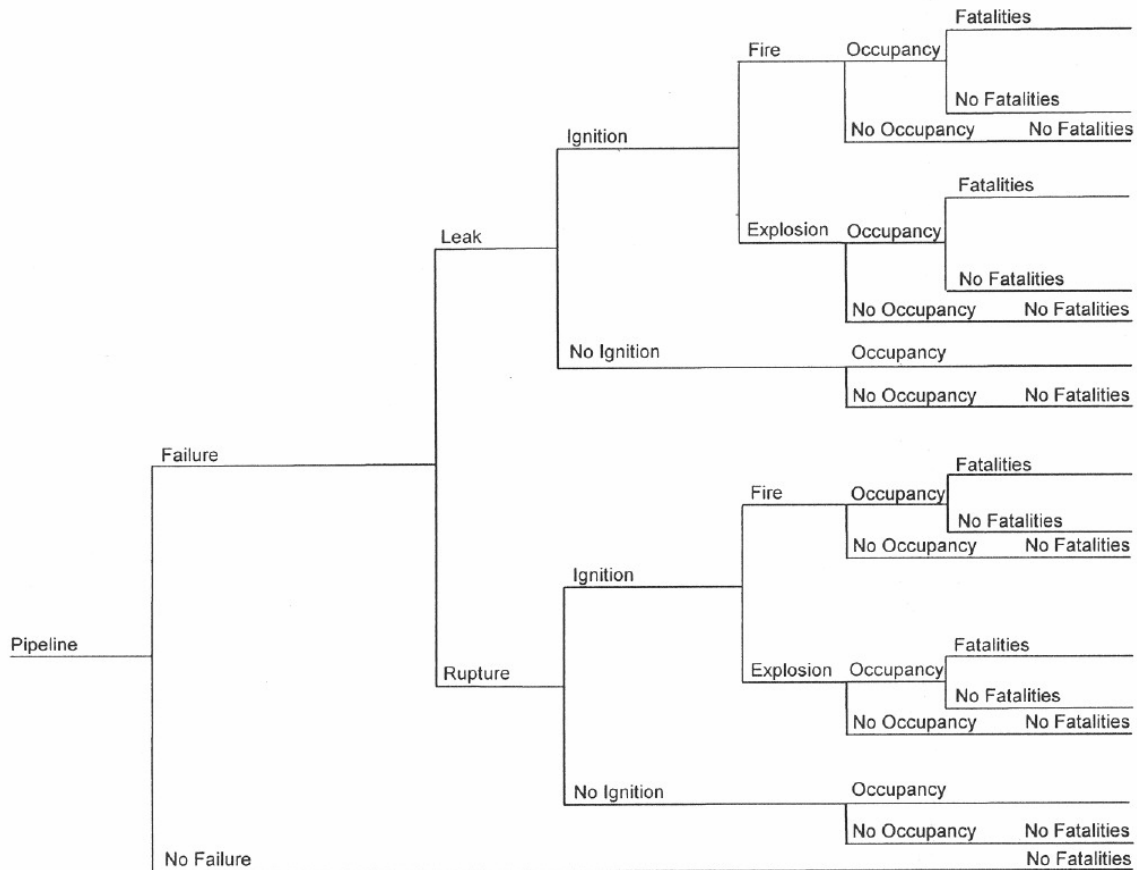 Fatalities
Fire Occupancy
No Fatalities
No Occupancy No Fatalities
Ignition
Fatalities
Explosion Occupancy
Leak
No Fatalities
No Occupancy No Fatalities
No Ignition Occupancy
No Occupancy No Fatalities
Failure
Fatalities
Fire Occupancy
No Fatalities
No Occupancy No Fatalities
Ignition
Pipeline
Fatalities
Rupture
Explosion Occupancy
No Fatalities
No Occupancy No Fatalities
No Ignition Occupancy
No Occupancy No Fatalities
No Failure No Fatalities